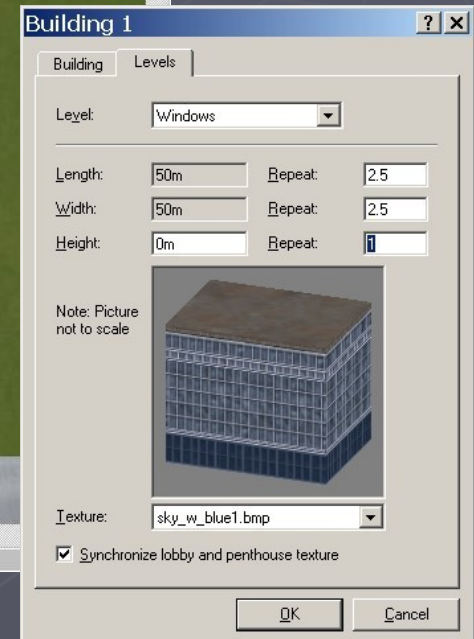 Building 1
Building Levels
Level: Windows
Length: 50m Repeat: 2.5
Width: 50m Repeat: 2.5
Height: 0m Repeat: 1
Note: Picture
not to scale
Texture: sky_w_blue1.bmp
Synchronize lobby and penthouse texture
OK Cancel